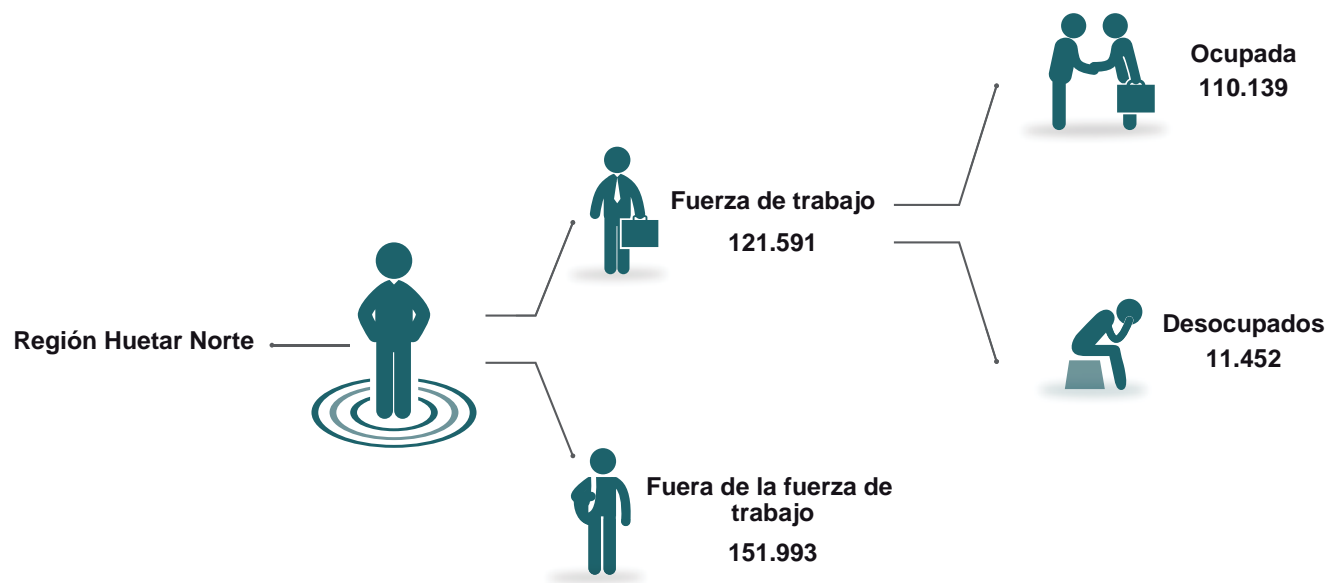 Región Huetar Norte
Fuerza de trabajo
121.591
Fuera de la fuerza de
trabajo
151.993
Ocupada
110.139
Desocupados
11.452